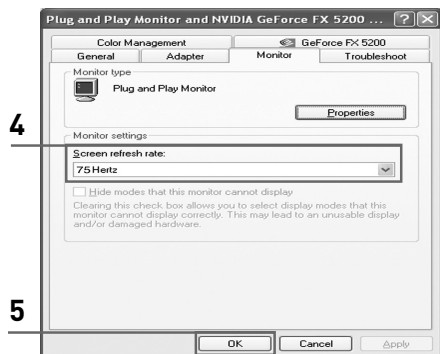 Plug and Play Monitor and NVIDIA GeForce FX 5200 ...
Color Management
GeForce FX 5200
General
Adapter
Monitor
Troubleshoot
Monitor type
Plug and Play Monitor
Properties
4
Monitor settings
Screen refresh rate:
75 Hertz
Hide modes that this monitor cannot display
Clearing this check box allows you to select display modes that this
monitor cannot display correctly. This may lead to an unusable display
and/or damaged hardware.
5
OK
Cancel
Apply